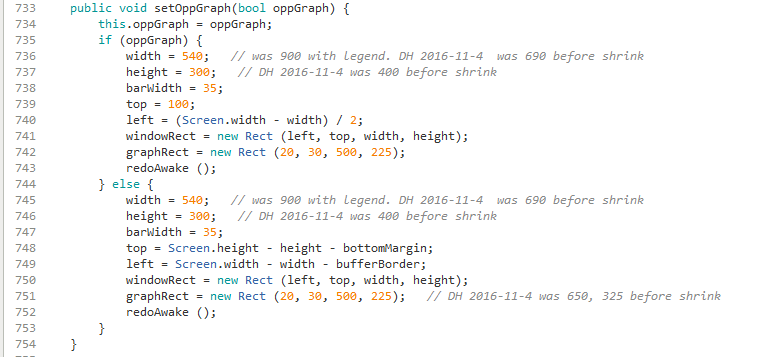 733 public void setOppGraph(bool oppGraph) {
734 this.oppGraph = oppGraph;
735 if (oppGraph) {
736 width = 540; // was 900 with legend. DH 2016-11-4 was 690 before shrink
737 height = 300; // DH 2016-11-4 was 400 before shrink
738 barWidth = 35;
739 top = 100;
740 left = (Screen.width - width) / 2;
741 windowRect = new Rect (left, top, width, height);
742 graphRect = new Rect (20, 30, 500, 225);
743 redoAwake ();
744 } else {
745 width = 540; // was 900 with legend. DH 2016-11-4 was 690 before shrink
746 height = 300; // DH 2016-11-4 was 400 before shrink
747 barWidth = 35;
748 top = Screen.height - height - bottomMargin;
749 left = Screen.width - width - bufferBorder;
750 windowRect = new Rect (left, top, width, height);
751 graphRect = new Rect (20, 30, 500, 225); // DH 2016-11-4 was 650, 325 before shrink
752 redoAwake ();
753 }
754 }